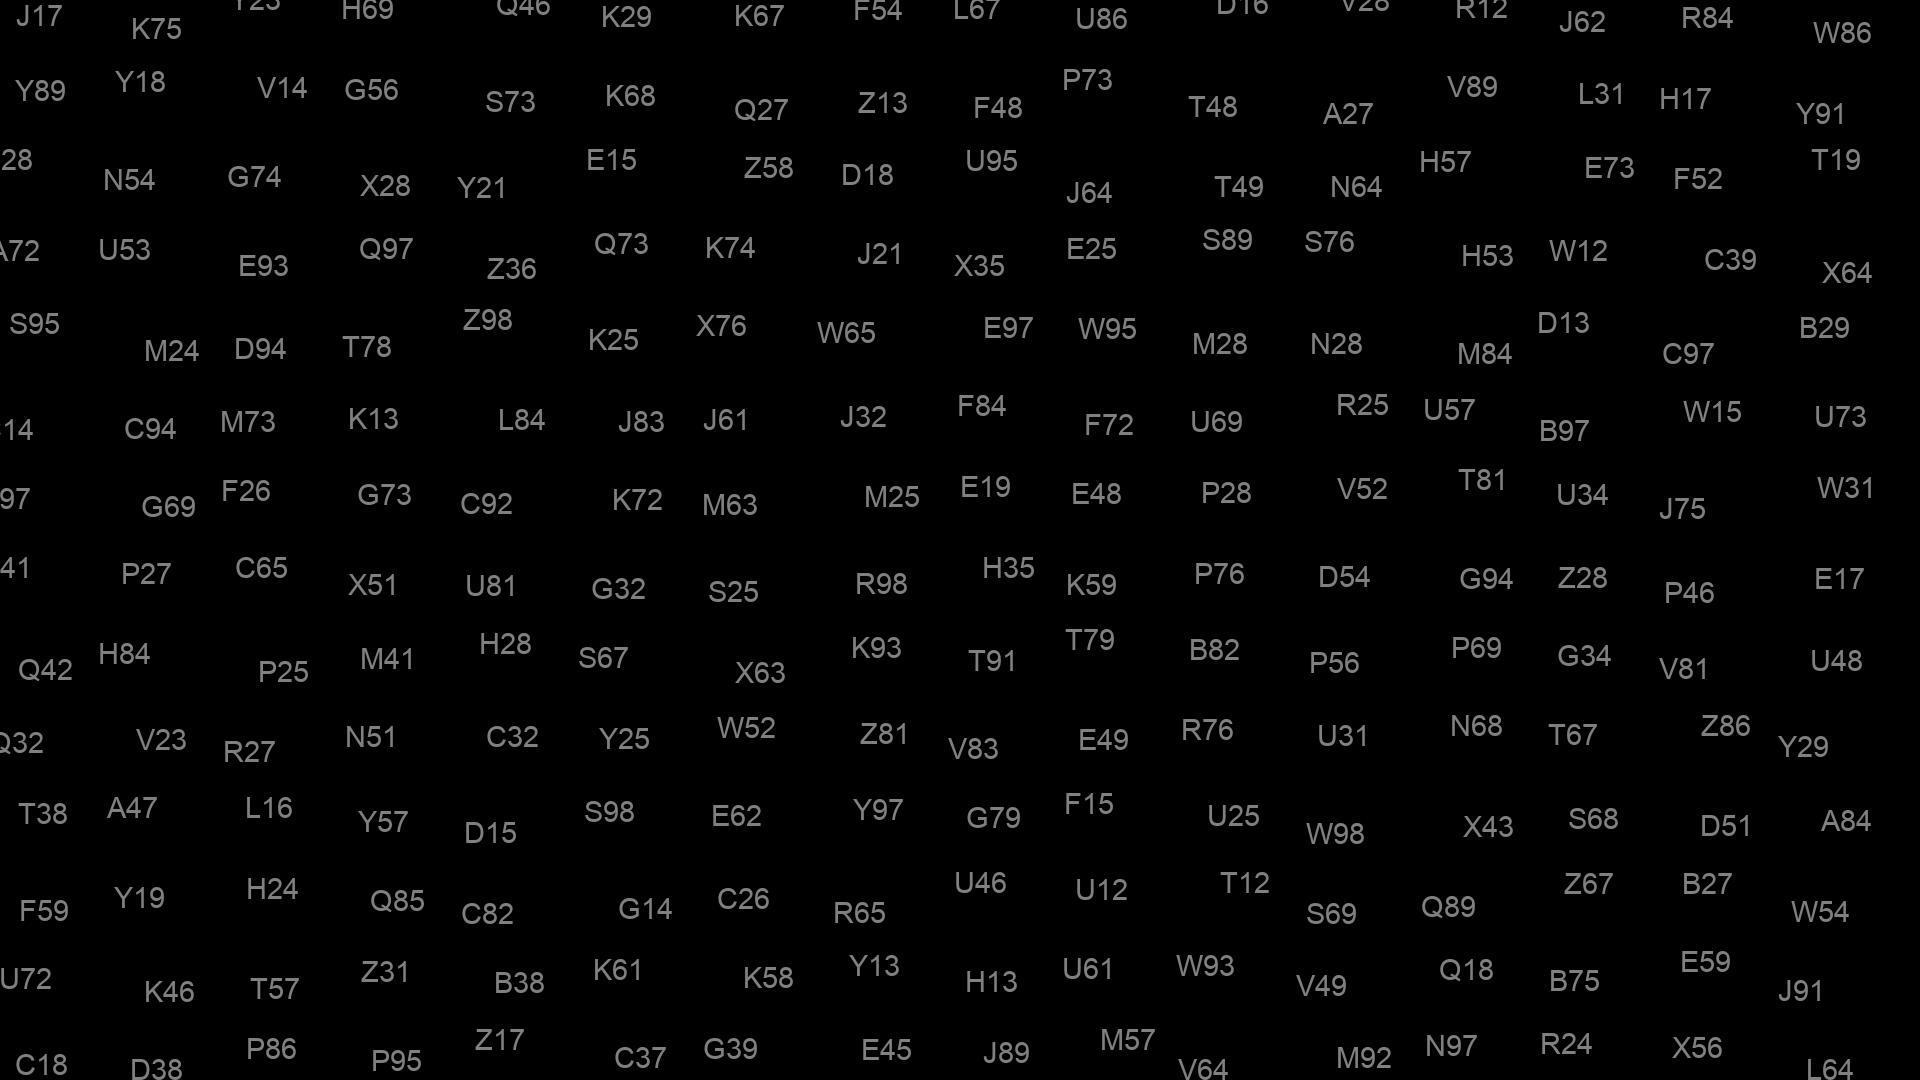 J17 K75 Y23 H69 Q46 K29 K67 F54 L67 U86 D16 V28 R12 J62 R84 W86
Y89 Y18 V14 G56 S73 K68 Q27 Z13 F48 P73 T48 A27 V89 L31 H17 Y91
28 N54 G74 X28 Y21 E15 Z58 D18 U95 J64 T49 N64 H57 E73 F52 T19
A72 U53 E93 Q97 Z36 Q73 K74 J21 X35 E25 S89 S76 H53 W12 C39 X64
S95 M24 D94 T78 Z98 K25 X76 W65 E97 W95 M28 N28 M84 D13 C97 B29
14 C94 M73 K13 L84 J83 J61 J32 F84 F72 U69 R25 U57 B97 W15 U73
97 G69 F26 G73 C92 K72 M63 M25 E19 E48 P28 V52 T81 U34 J75 W31
41 P27 C65 X51 U81 G32 S25 R98 H35 K59 P76 D54 G94 Z28 P46 E17
Q42 H84 P25 M41 H28 S67 X63 K93 T91 T79 B82 P56 P69 G34 V81 U48
Q32 V23 R27 N51 C32 Y25 W52 Z81 V83 E49 R76 U31 N68 T67 Z86 Y29
T38 A47 L16 Y57 D15 S98 E62 Y97 G79 F15 U25 W98 X43 S68 D51 A84
F59 Y19 H24 Q85 C82 G14 C26 R65 U46 U12 T12 S69 Q89 Z67 B27 W54
U72 K46 T57 Z31 B38 K61 K58 Y13 H13 U61 W93 V49 Q18 B75 E59 J91
C18 D38 P86 P95 Z17 C37 G39 E45 J89 M57 V64 M92 N97 R24 X56 L64